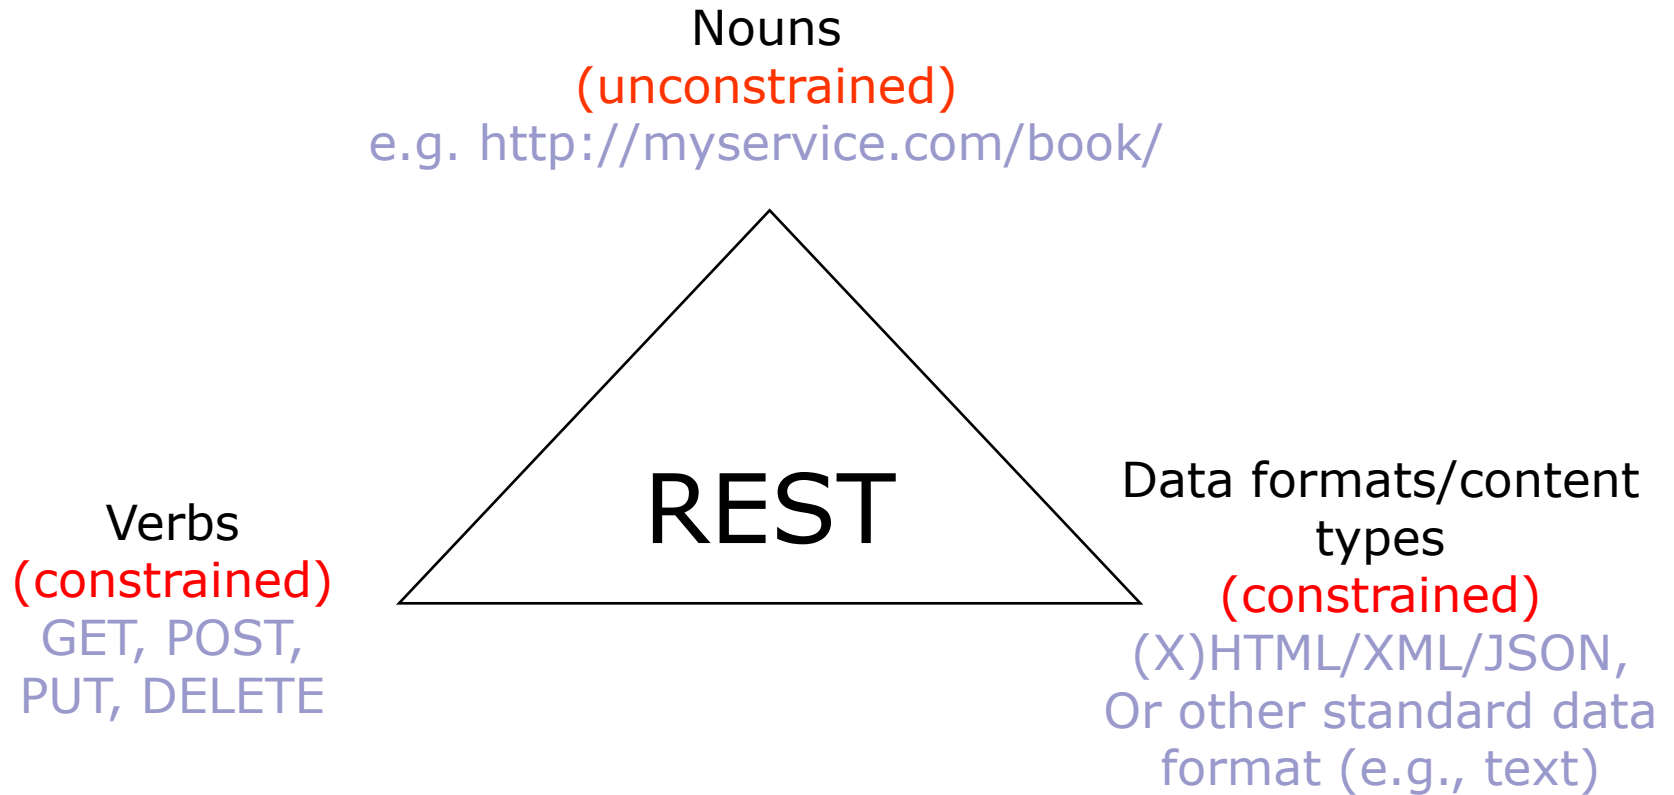 Nouns
(unconstrained)
e.g. http://myservice.com/book/
REST
Verbs
(constrained)
GET, POST,
PUT, DELETE
Data formats/content
types
(constrained)
(X)HTML/XML/JSON,
Or other standard data
format (e.g., text)